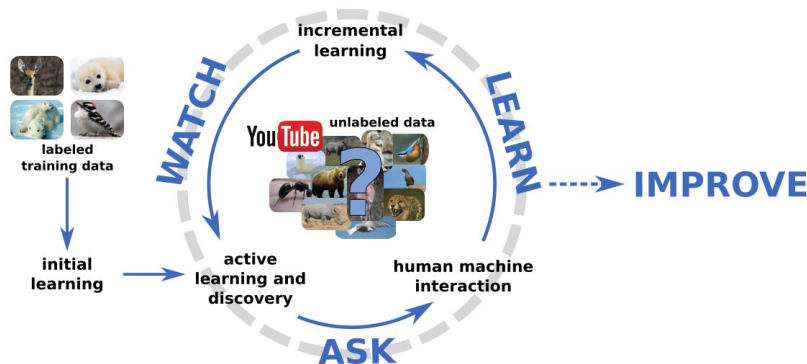 incremental
learning
WATCH
LEARN
labeled
training data
YouTube
unlabeled data
?
IMPROVE
initial
learning
active
learning and
discovery
human machine
interaction
ASK